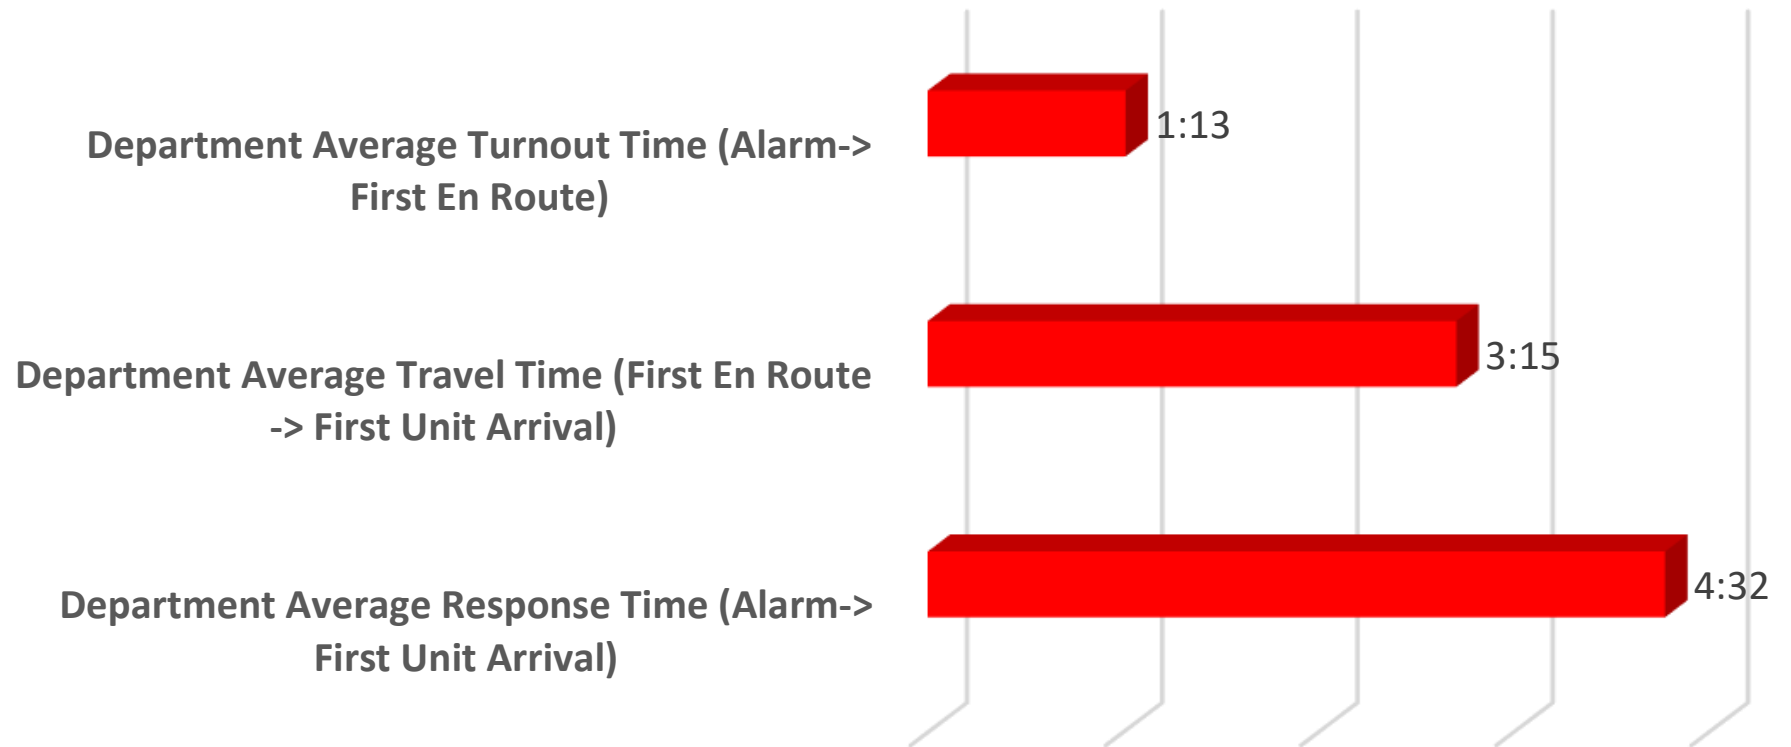 Department Average Turnout Time (Alarm->
First En Route)
1:13
Department Average Travel Time (First En Route
-> First Unit Arrival)
3:15
Department Average Response Time (Alarm->
First Unit Arrival)
4:32